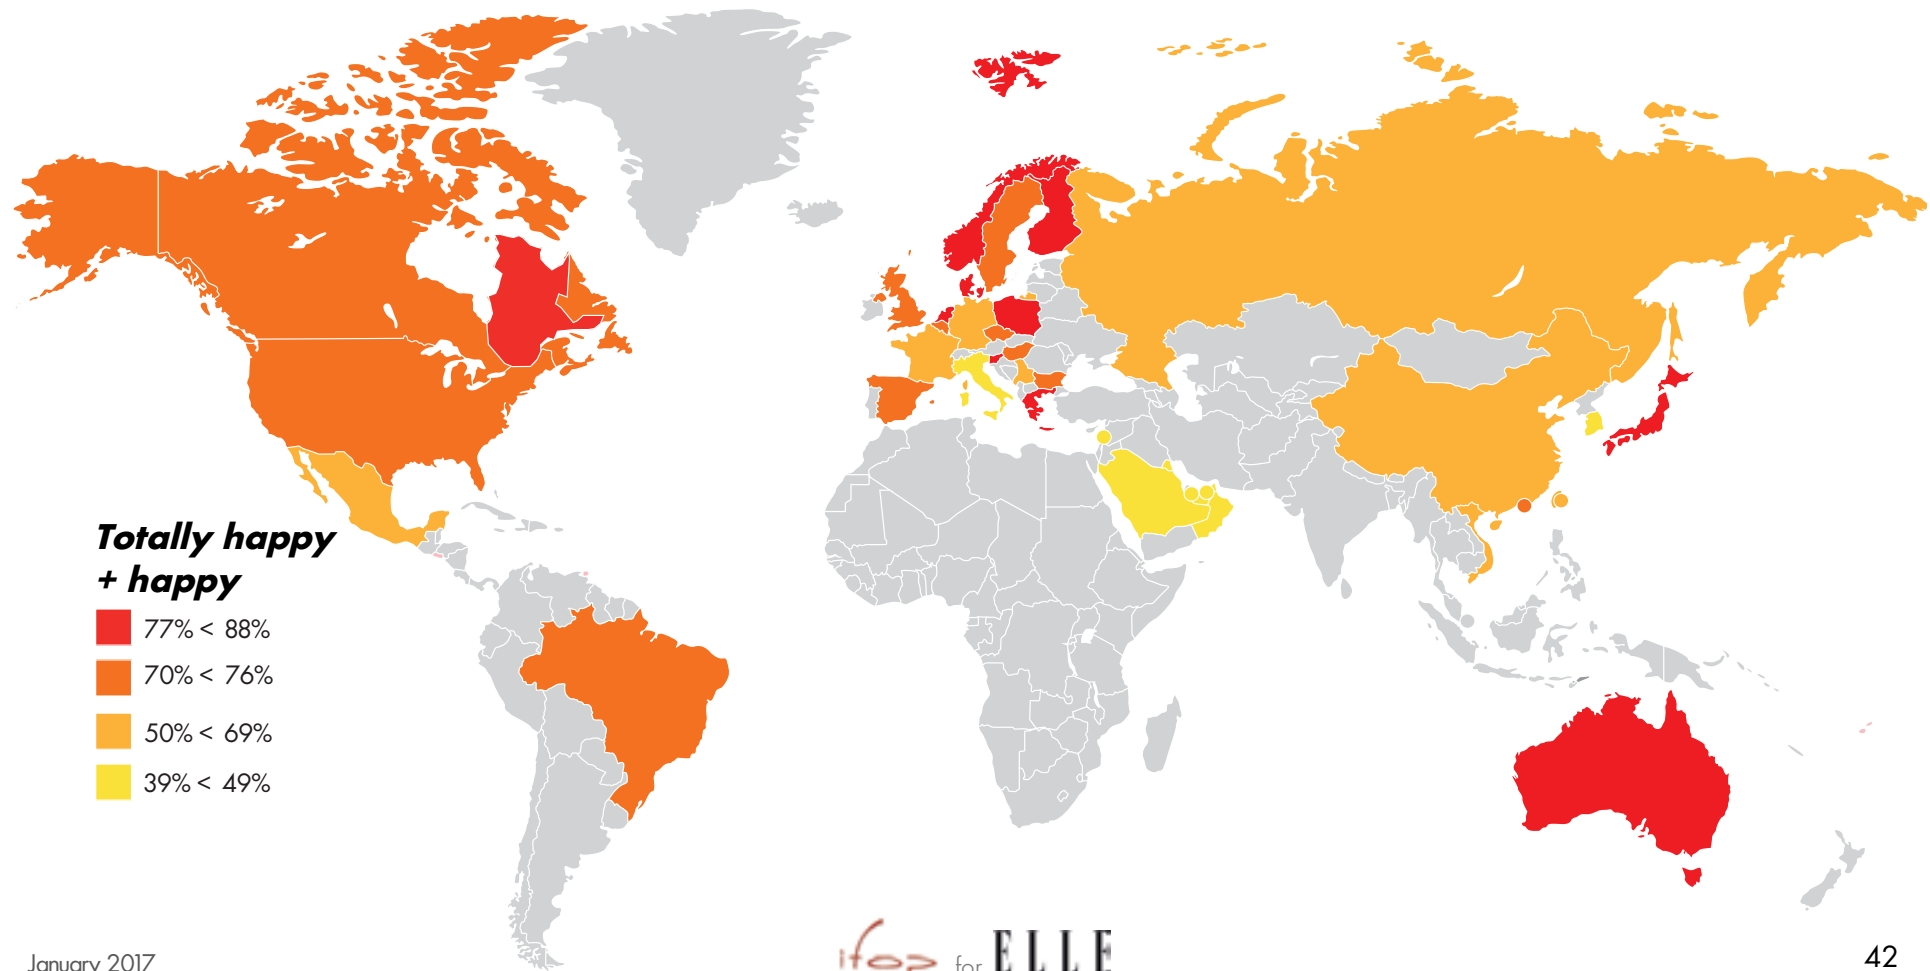 Totally happy
+ happy
77% < 88%
70% < 76%
50% < 69%
39% < 49%
January 2017
ifop for ELLE
42